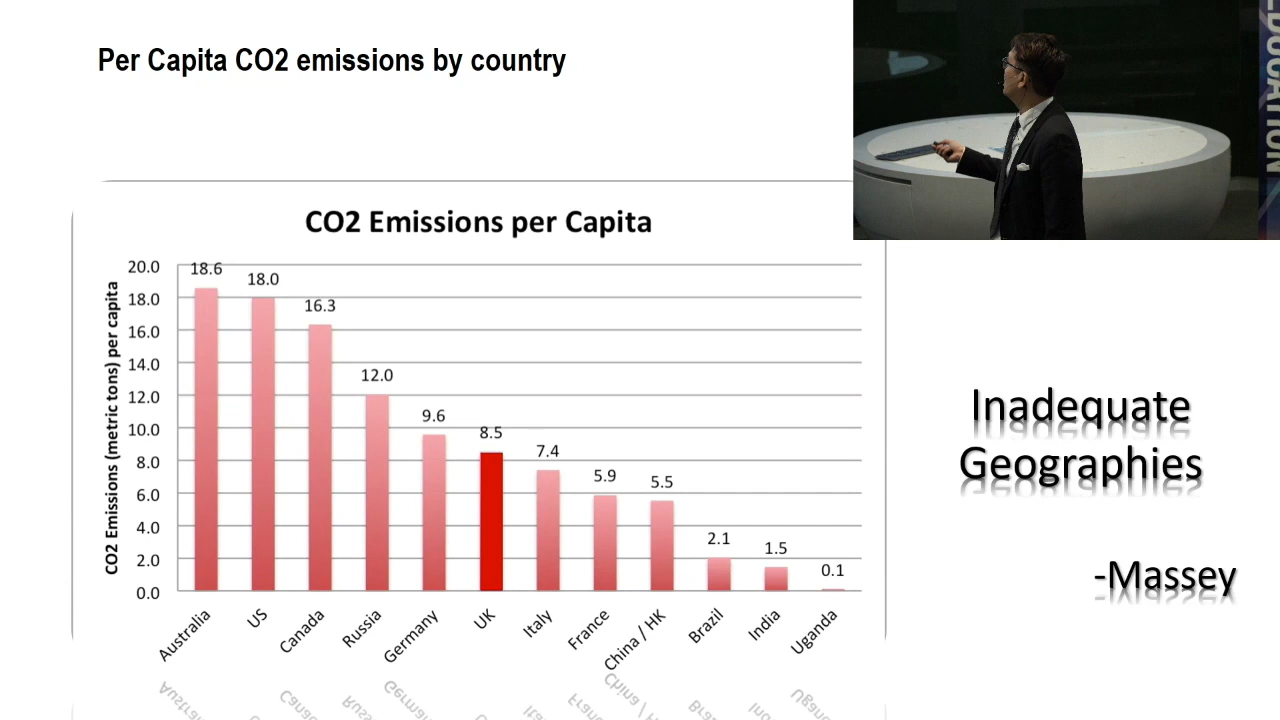 Per Capita CO2 emissions by country
EDUCATION
CO2 Emissions per Capita
CO2 Emissions (metric tons) per capita
20.0
18.0
16.0
14.0
12.0
10.0
8.0
6.0
4.0
2.0
0.0
18.6
18.0
16.3
12.0
9.6
8.5
7.4
5.9
5.5
2.1
1.5
0.1
Australia
US
Canada
Russia
Germany
UK
Italy
France
China / HK
Brazil
India
Uganda
Inadequate
Geographies
-Massey